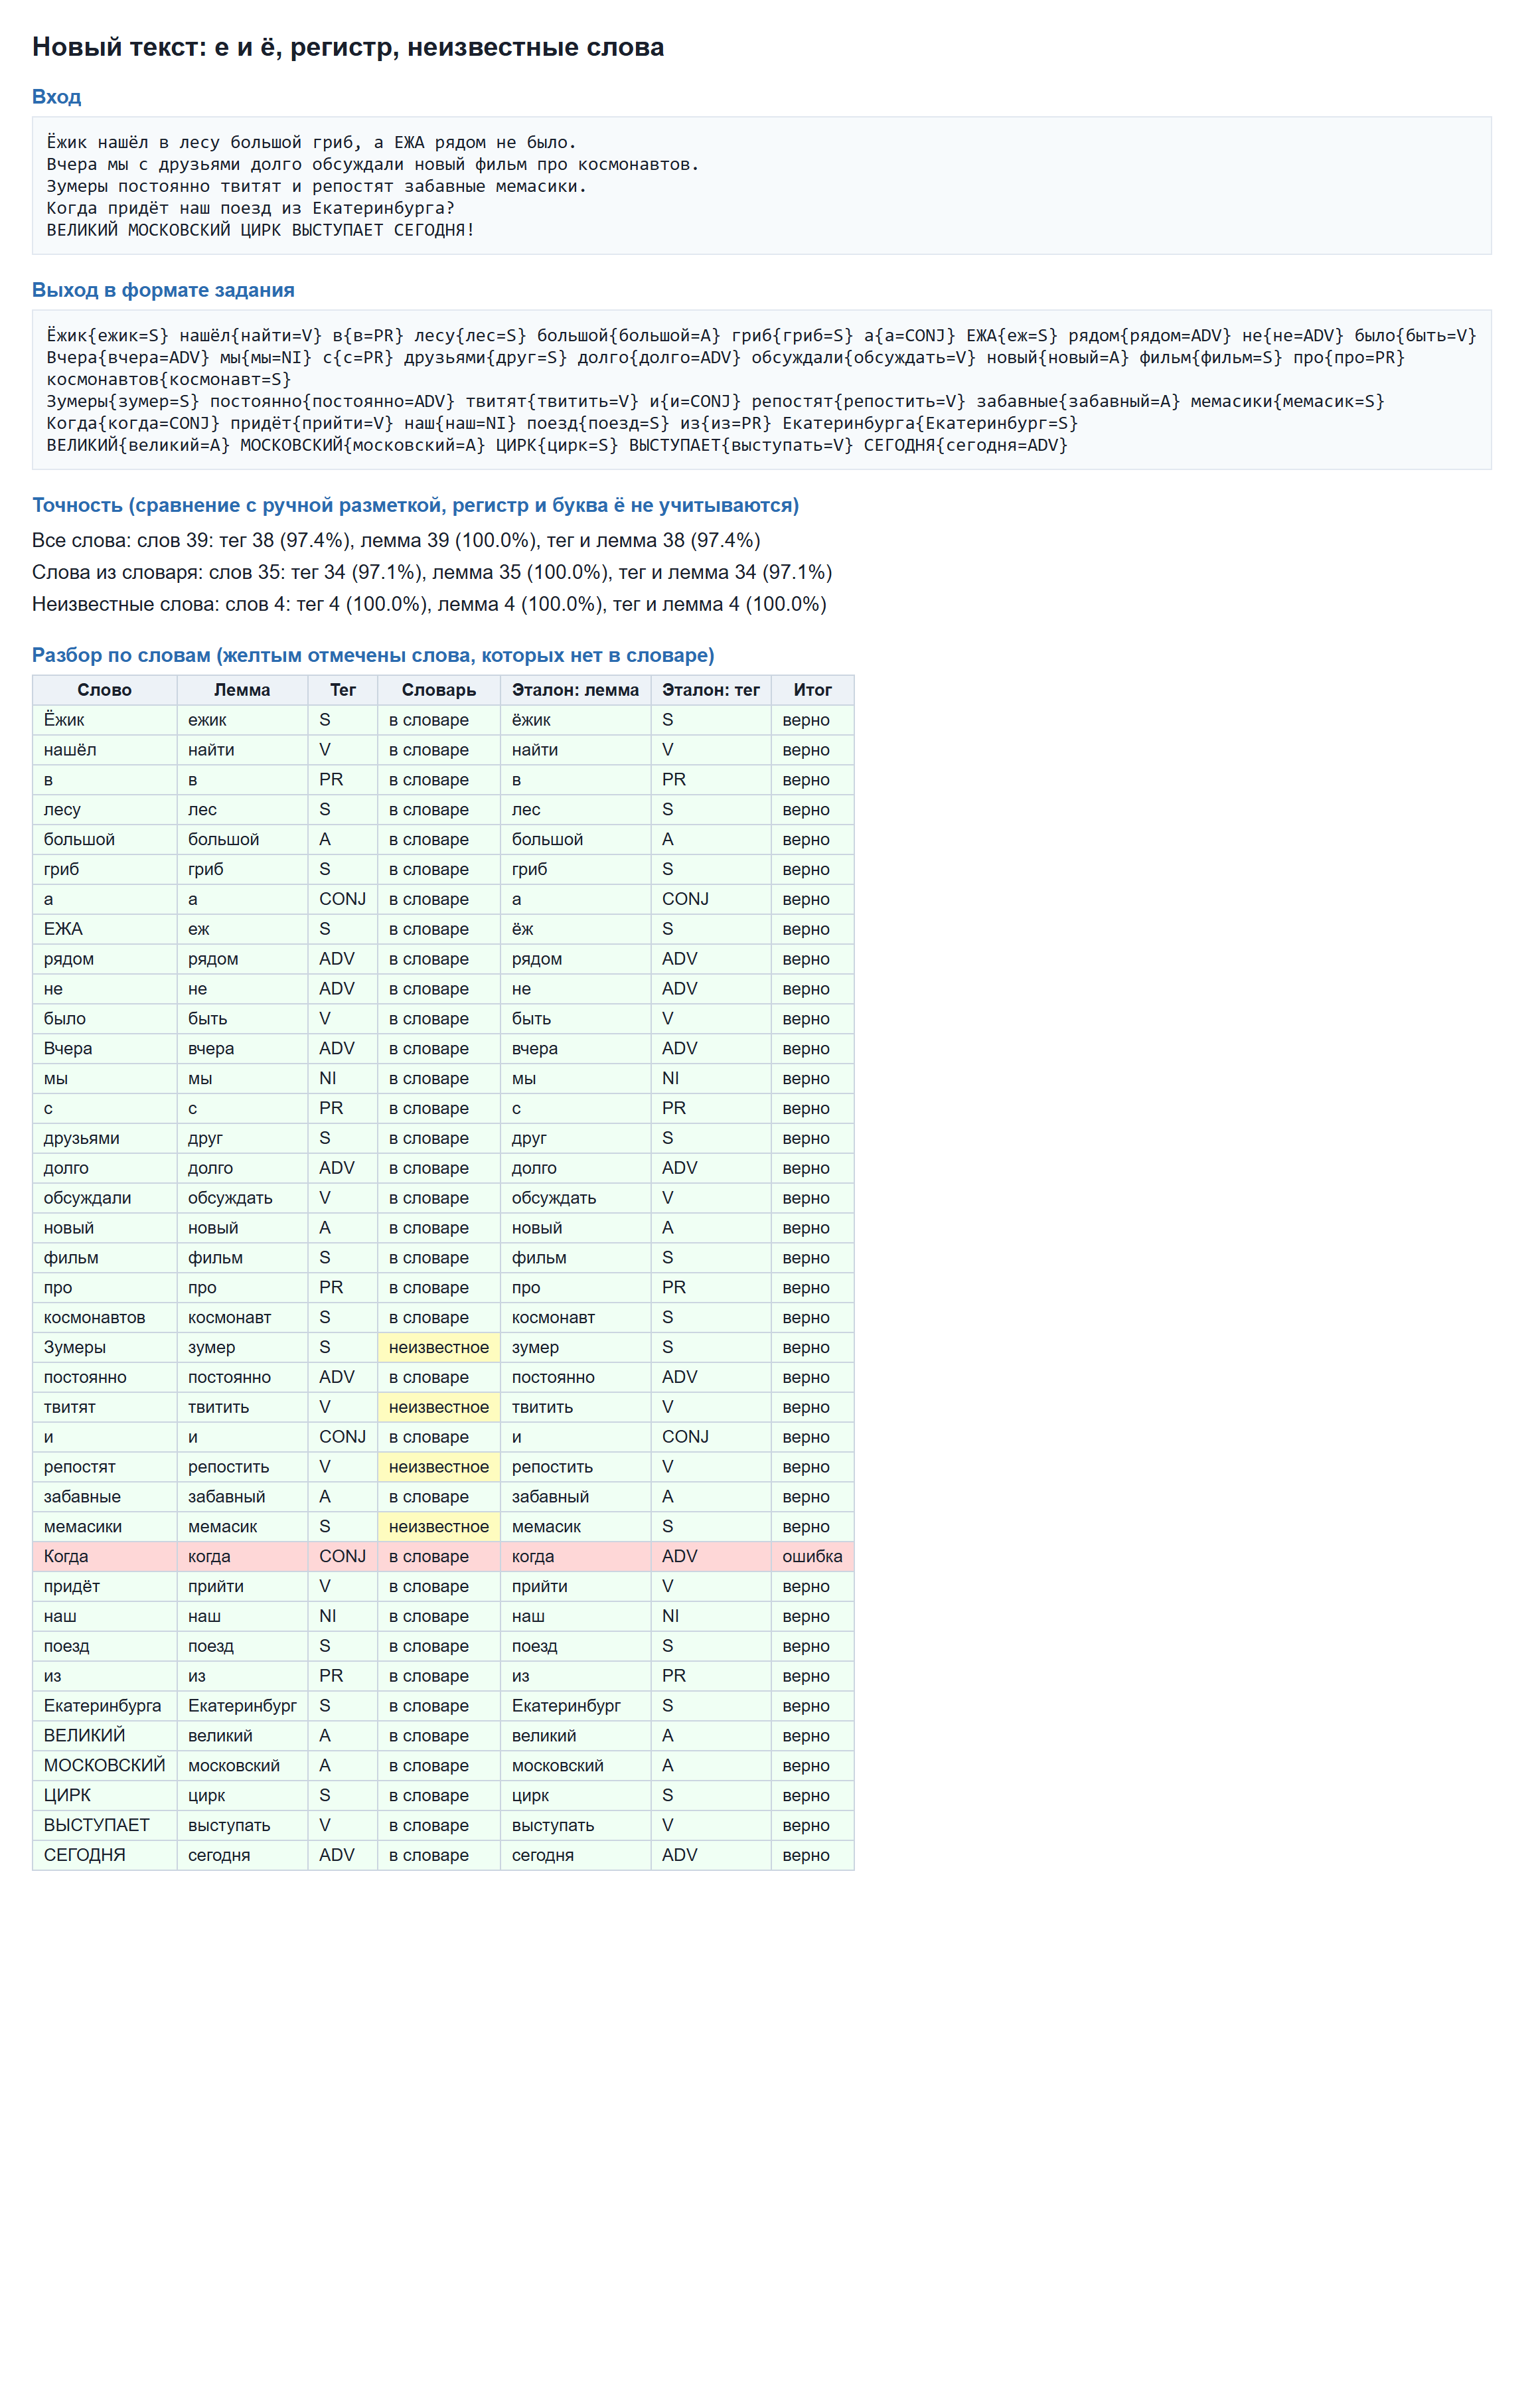 Новый текст: е и ё, регистр, неизвестные слова
Вход
Ёжик нашёл в лесу большой гриб, а ЕЖА рядом не было.
Вчера мы с друзьями долго обсуждали новый фильм про космонавтов.
Зумеры постоянно твитят и репостят забавные мемасики.
Когда придёт наш поезд из Екатеринбурга?
ВЕЛИКИЙ МОСКОВСКИЙ ЦИРК ВЫСТУПАЕТ СЕГОДНЯ!
Выход в формате задания
Ёжик{ежик=S} нашёл{найти=V} в{в=PR} лесу{лес=S} большой{большой=A} гриб{гриб=S} а{а=CONJ} ЕЖА{еж=S} рядом{рядом=ADV} не{не=ADV} было{быть=V}
Вчера{вчера=ADV} мы{мы=NI} с{с=PR} друзьями{друг=S} долго{долго=ADV} обсуждали{обсуждать=V} новый{новый=A} фильм{фильм=S} про{про=PR}
космонавтов{космонавт=S}
Зумеры{зумер=S} постоянно{постоянно=ADV} твитят{твитить=V} и{и=CONJ} репостят{репостить=V} забавные{забавный=A} мемасики{мемасик=S}
Когда{когда=CONJ} придёт{прийти=V} наш{наш=NI} поезд{поезд=S} из{из=PR} Екатеринбурга{Екатеринбург=S}
ВЕЛИКИЙ{великий=A} МОСКОВСКИЙ{московский=A} ЦИРК{цирк=S} ВЫСТУПАЕТ{выступать=V} СЕГОДНЯ{сегодня=ADV}
Точность (сравнение с ручной разметкой, регистр и буква ё не учитываются)
Все слова: слов 39: тег 38 (97.4%), лемма 39 (100.0%), тег и лемма 38 (97.4%)
Слова из словаря: слов 35: тег 34 (97.1%), лемма 35 (100.0%), тег и лемма 34 (97.1%)
Неизвестные слова: слов 4: тег 4 (100.0%), лемма 4 (100.0%), тег и лемма 4 (100.0%)
Разбор по словам (желтым отмечены слова, которых нет в словаре)
Слово Лемма Тег Словарь Эталон: лемма Эталон: тег Итог
Ёжик ежик S в словаре ёжик S верно
нашёл найти V в словаре найти V верно
в в PR в словаре в PR верно
лесу лес S в словаре лес S верно
большой большой A в словаре большой A верно
гриб гриб S в словаре гриб S верно
а а CONJ в словаре а CONJ верно
ЕЖА еж S в словаре ёж S верно
рядом рядом ADV в словаре рядом ADV верно
не не ADV в словаре не ADV верно
было быть V в словаре быть V верно
Вчера вчера ADV в словаре вчера ADV верно
мы мы NI в словаре мы NI верно
с с PR в словаре с PR верно
друзьями друг S в словаре друг S верно
долго долго ADV в словаре долго ADV верно
обсуждали обсуждать V в словаре обсуждать V верно
новый новый A в словаре новый A верно
фильм фильм S в словаре фильм S верно
про про PR в словаре про PR верно
космонавтов космонавт S в словаре космонавт S верно
Зумеры зумер S неизвестное зумер S верно
постоянно постоянно ADV в словаре постоянно ADV верно
твитят твитить V неизвестное твитить V верно
и и CONJ в словаре и CONJ верно
репостят репостить V неизвестное репостить V верно
забавные забавный A в словаре забавный A верно
мемасики мемасик S неизвестное мемасик S верно
Когда когда CONJ в словаре когда ADV ошибка
придёт прийти V в словаре прийти V верно
наш наш NI в словаре наш NI верно
поезд поезд S в словаре поезд S верно
из из PR в словаре из PR верно
Екатеринбурга Екатеринбург S в словаре Екатеринбург S верно
ВЕЛИКИЙ великий A в словаре великий A верно
МОСКОВСКИЙ московский A в словаре московский A верно
ЦИРК цирк S в словаре цирк S верно
ВЫСТУПАЕТ выступать V в словаре выступать V верно
СЕГОДНЯ сегодня ADV в словаре сегодня ADV верно